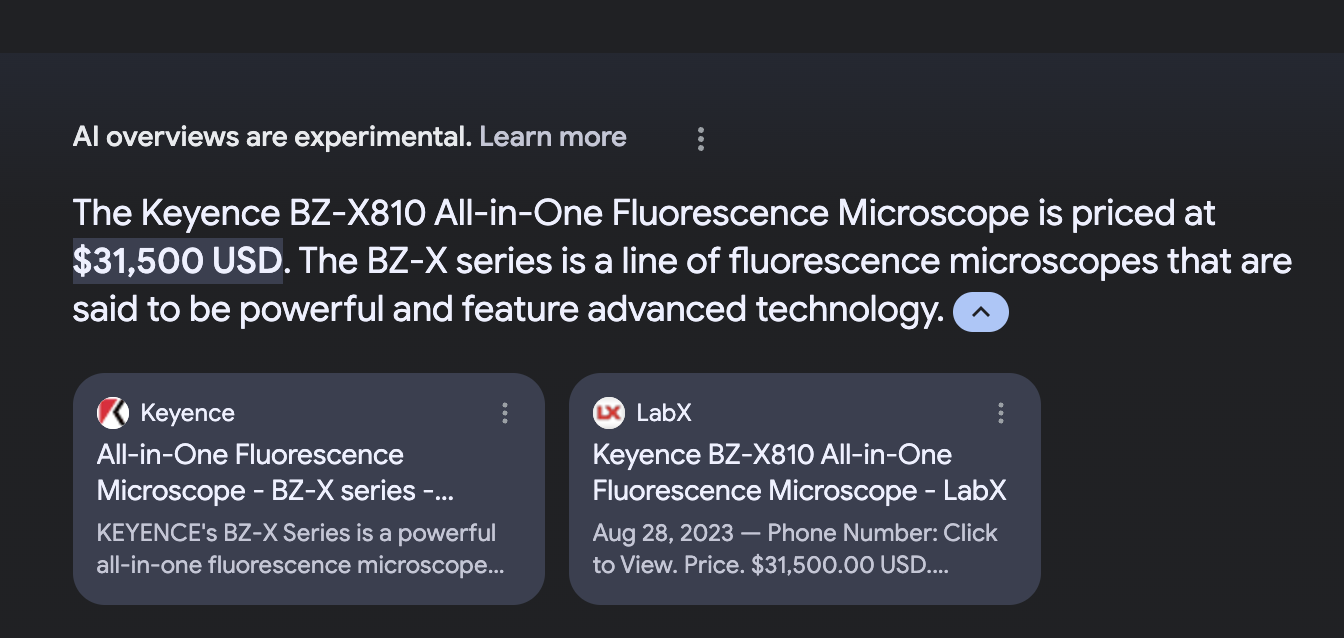 AI overviews are experimental. Learn more
The Keyence BZ-X810 All-in-One Fluorescence Microscope is priced at
$31,500 USD. The BZ-X series is a line of fluorescence microscopes that are
said to be powerful and feature advanced technology.
Keyence
All-in-One Fluorescence
Microscope - BZ-X series -...
KEYENCE's BZ-X Series is a powerful
all-in-one fluorescence microscope...
LX LabX
Keyence BZ-X810 All-in-One
Fluorescence Microscope - LabX
Aug 28, 2023 — Phone Number: Click
to View. Price. $31,500.00 USD....